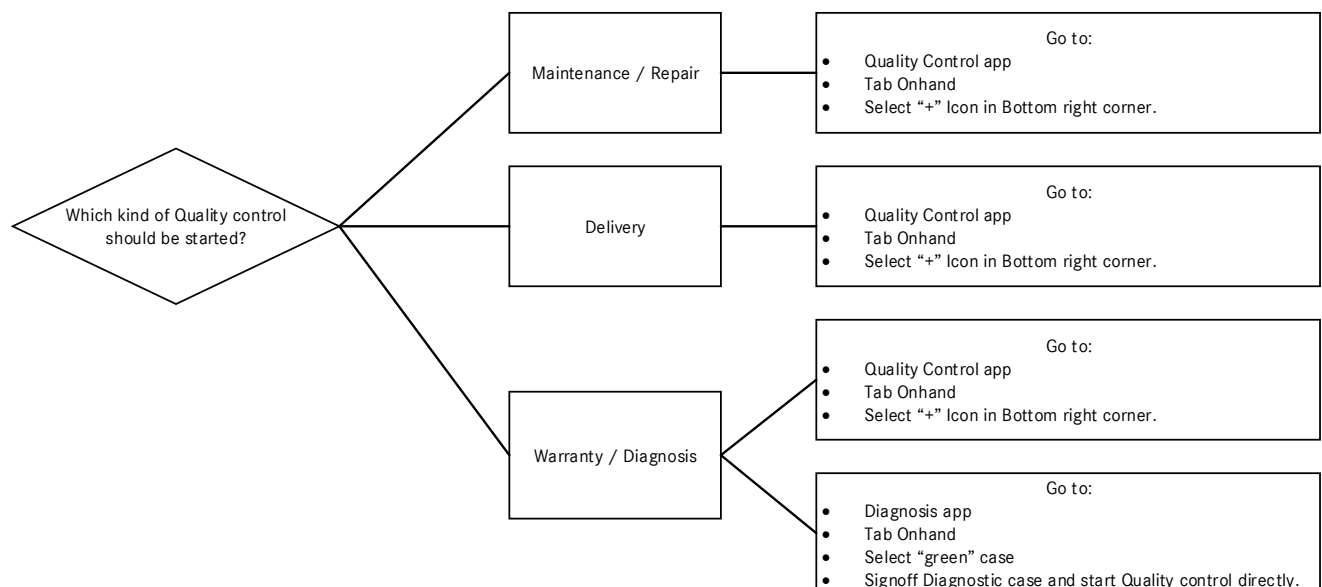 Which kind of Quality control
should be started?
Maintenance / Repair
Go to:
• Quality Control app
• Tab Onhand
• Select “+” Icon in Bottom right corner.
Delivery
Go to:
• Quality Control app
• Tab Onhand
• Select “+” Icon in Bottom right corner.
Warranty / Diagnosis
Go to:
• Quality Control app
• Tab Onhand
• Select “+” Icon in Bottom right corner.
Go to:
• Diagnosis app
• Tab Onhand
• Select “green” case
• Signoff Diagnostic case and start Quality control directly.